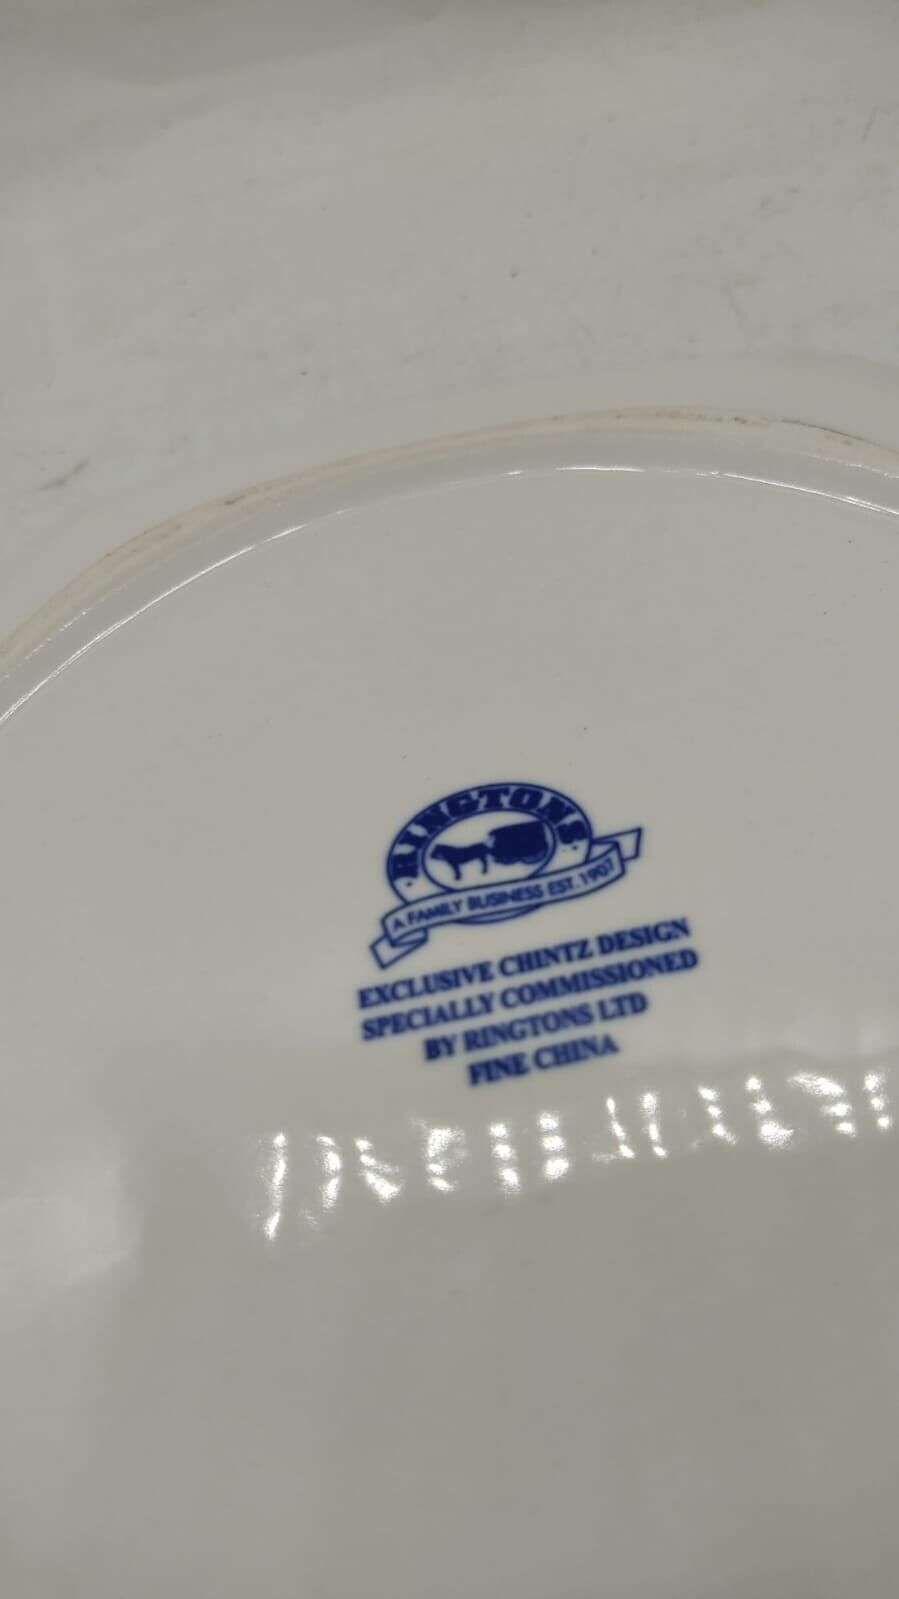 RINGTONS
A FAMILY BUSINESS EST. 1907
EXCLUSIVE CHINTZ DESIGN
SPECIALLY COMMISSIONED
BY RINGTONS LTD
FINE CHINA